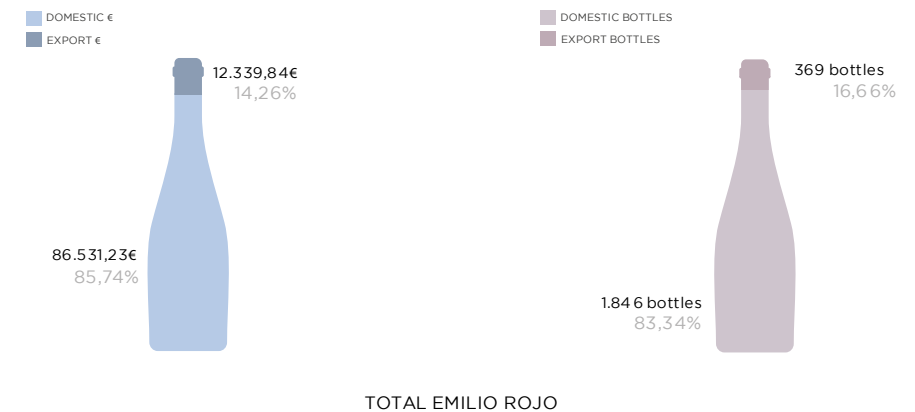 DOMESTIC €
EXPORT €
12.339,84€
14,26%
86.531,23€
85,74%
DOMESTIC BOTTLES
EXPORT BOTTLES
369 bottles
16,66%
1.846 bottles
83,34%
TOTAL EMILIO ROJO